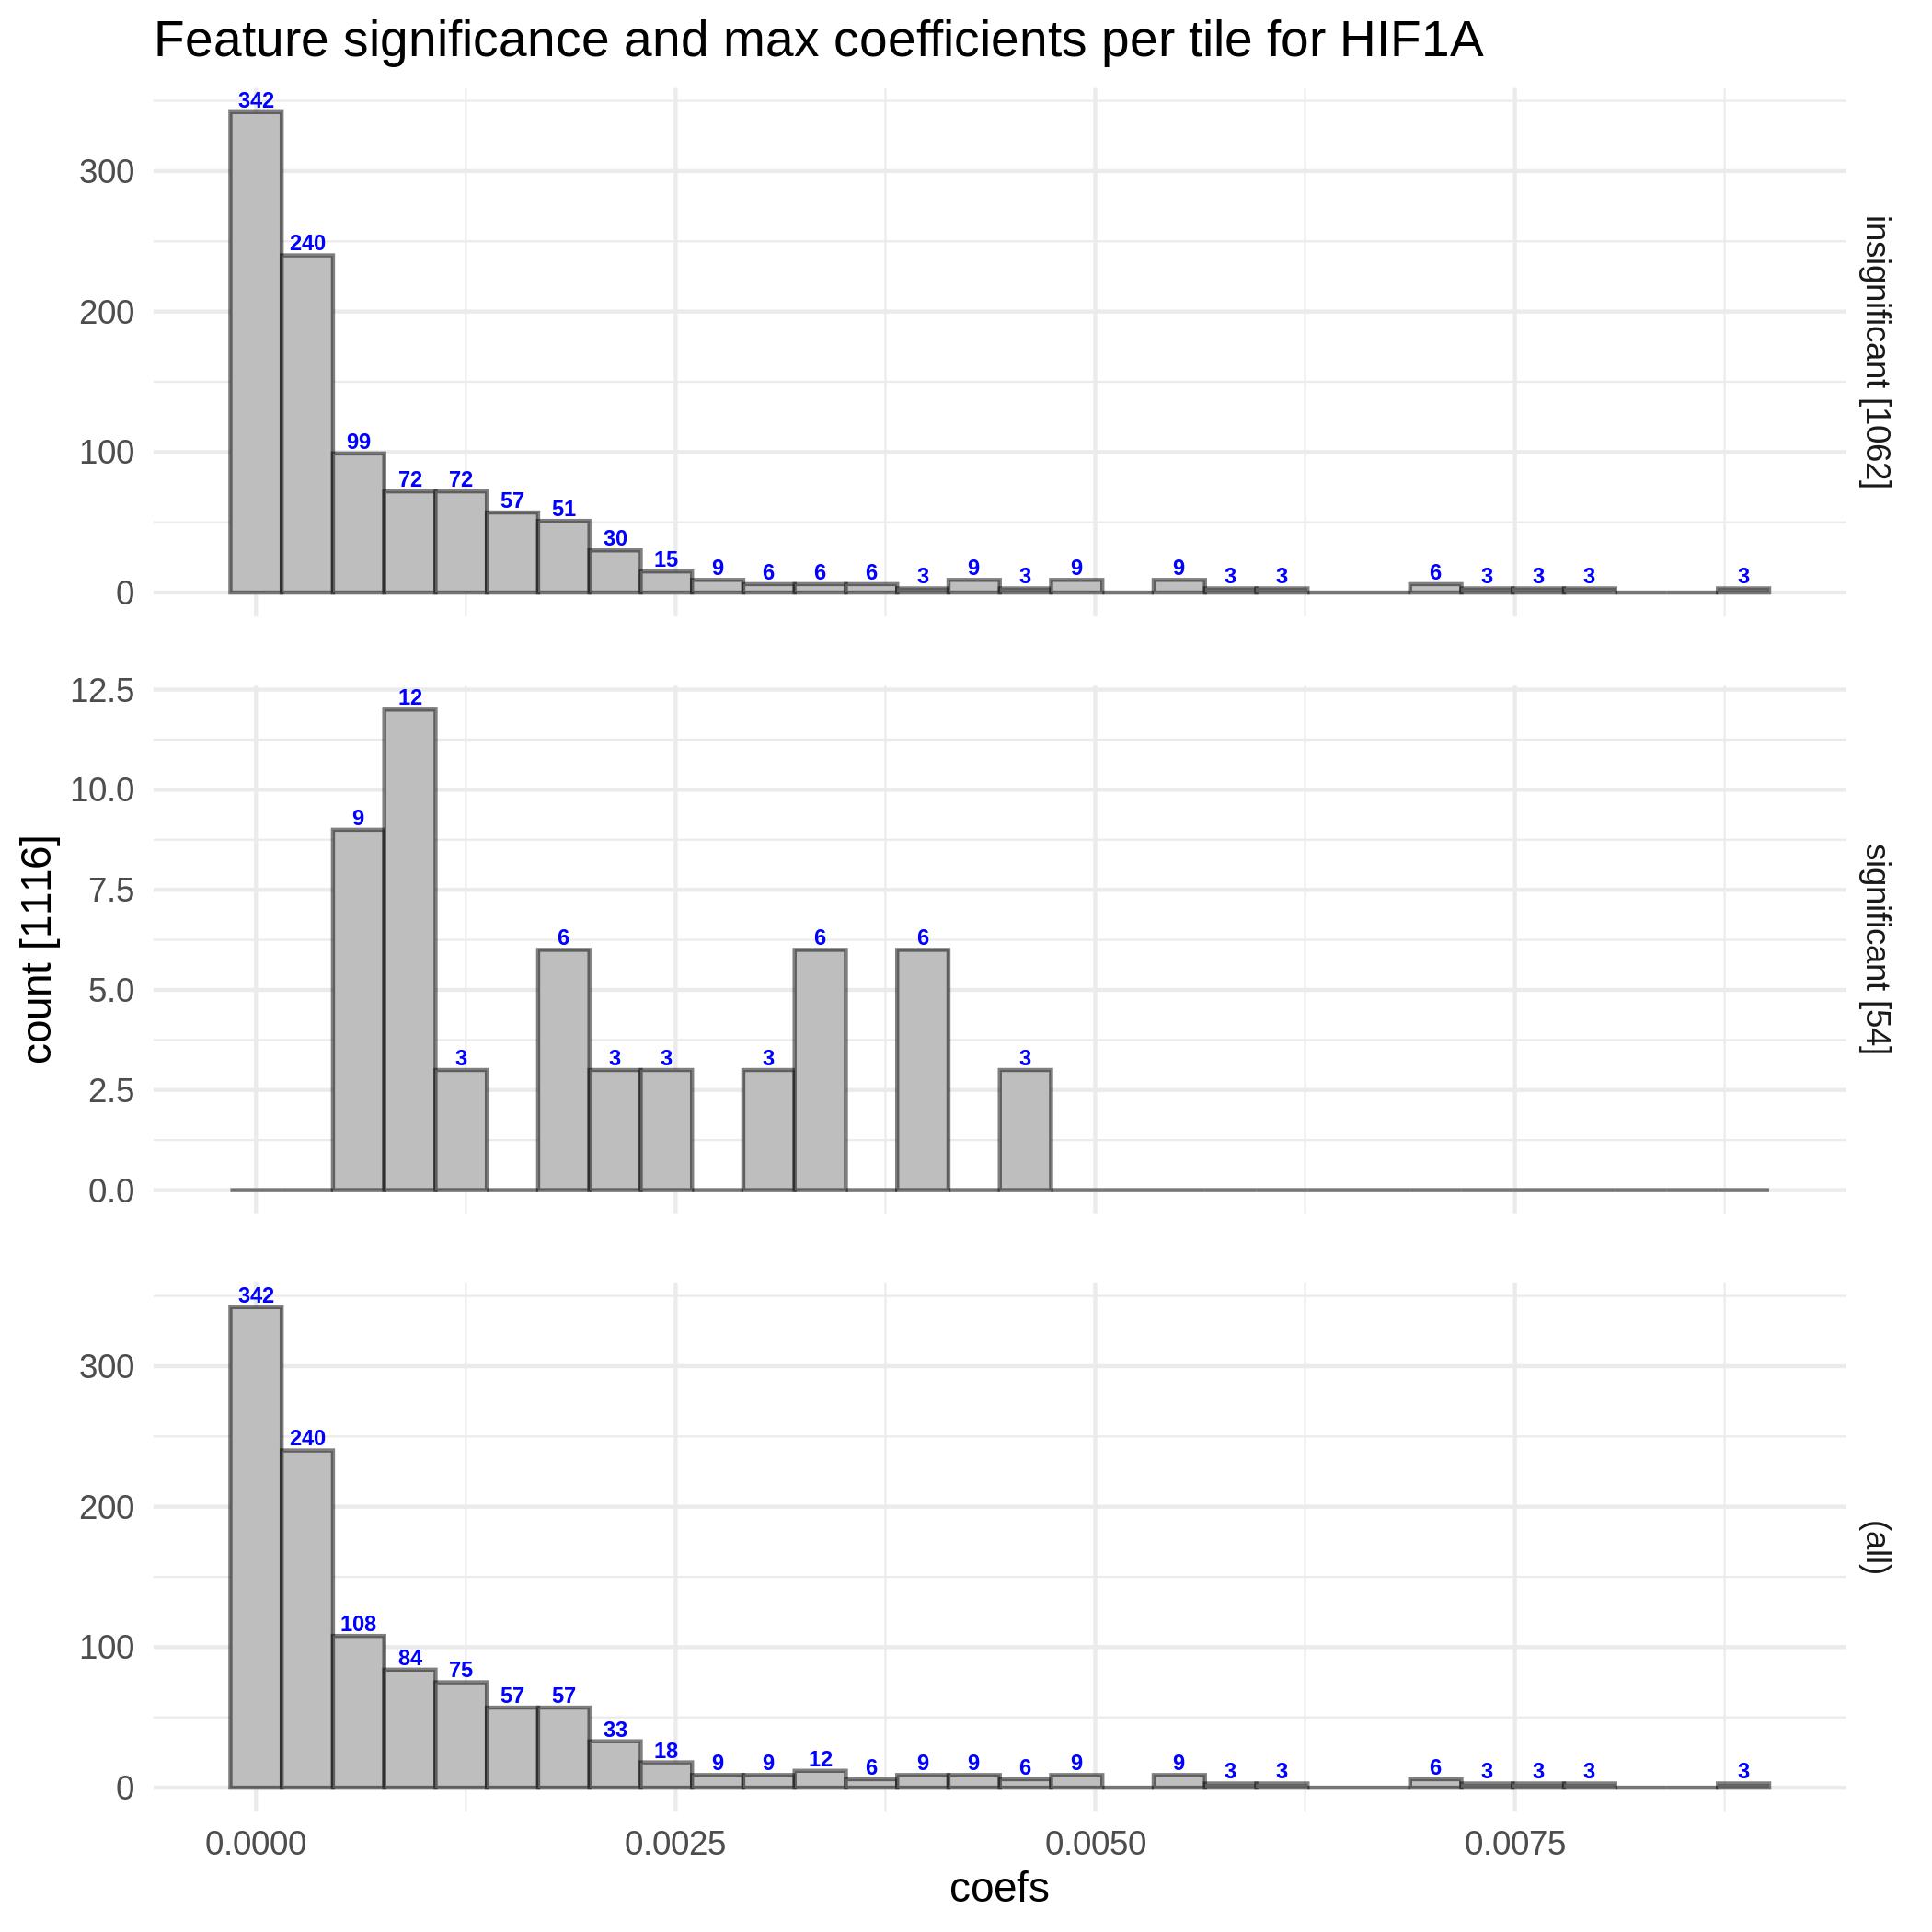 Feature significance and max coefficients per tile for HIF1A
342
300
240
200
insignificant [1062]
100
99
72 72 57 51 30 15 9 6 6 6 3 9 3 9 9 3 3 6 3 3 3 3
0
12.5
12
10.0
9
7.5
6 6 6
5.0
3 3 3 3 3
2.5
0.0
significant [54]
count [1116]
342
300
240
200
(all)
108
100
84 75 57 57 33 18 9 9 12 6 9 9 6 9 9 3 3 6 3 3 3 3
0
0.0000 0.0025 0.0050 0.0075
coefs